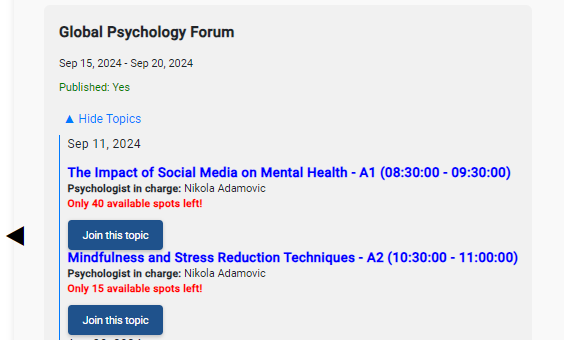 Global Psychology Forum
Sep 15, 2024 - Sep 20, 2024
Published: Yes
▲ Hide Topics
Sep 11, 2024
The Impact of Social Media on Mental Health - A1 (08:30:00 - 09:30:00)
Psychologist in charge: Nikola Adamovic
Only 40 available spots left!
Join this topic
Mindfulness and Stress Reduction Techniques - A2 (10:30:00 - 11:00:00)
Psychologist in charge: Nikola Adamovic
Only 15 available spots left!
Join this topic